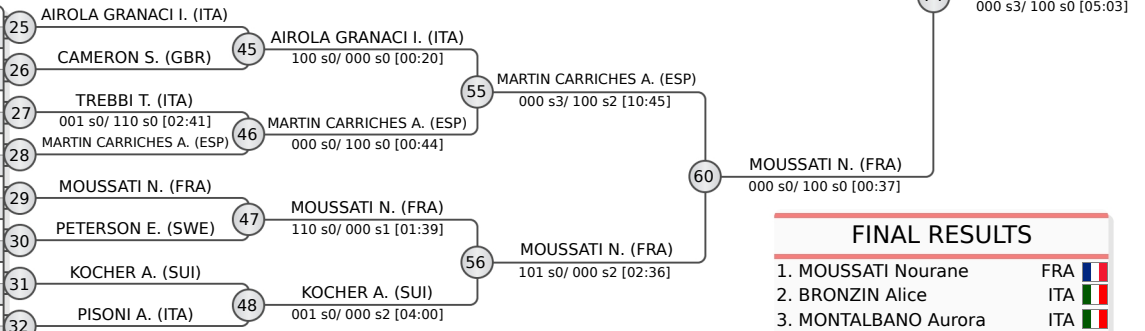 000 s3/ 100 s0 [05:03]
25
AIROLA GRANACI I. (ITA)
45
AIROLA GRANACI I. (ITA)
100 s0/ 000 s0 [00:20]
26
CAMERON S. (GBR)
55
MARTIN CARRICHES A. (ESP)
000 s3/ 100 s2 [10:45]
27
TREBBI T. (ITA)
001 s0/ 110 s0 [02:41]
46
MARTIN CARRICHES A. (ESP)
000 s0/ 100 s0 [00:44]
28
MARTIN CARRICHES A. (ESP)
60
MOUSSATI N. (FRA)
000 s0/ 100 s0 [00:37]
29
MOUSSATI N. (FRA)
47
MOUSSATI N. (FRA)
110 s0/ 000 s1 [01:39]
30
PETERSON E. (SWE)
56
MOUSSATI N. (FRA)
101 s0/ 000 s2 [02:36]
31
KOCHER A. (SUI)
48
KOCHER A. (SUI)
001 s0/ 000 s2 [04:00]
32
PISONI A. (ITA)
FINAL RESULTS
1. MOUSSATI Nourane FRA
2. BRONZIN Alice ITA
3. MONTALBANO Aurora ITA